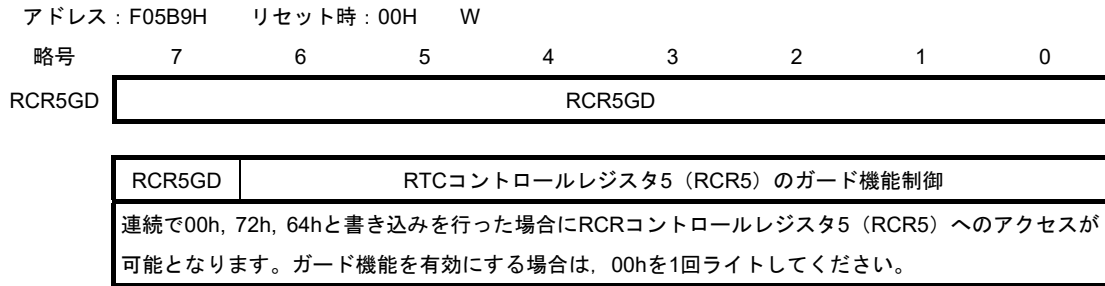 アドレス：F05B9H リセット時：00H W
略号 7 6 5 4 3 2 1 0
RCR5GD RCR5GD
RCR5GD RTCコントロールレジスタ5（RCR5）のガード機能制御
連続で00h, 72h, 64hと書き込みを行った場合にRCRコントロールレジスタ5（RCR5）へのアクセスが
可能となります。ガード機能を有効にする場合は，00hを1回ライトしてください。